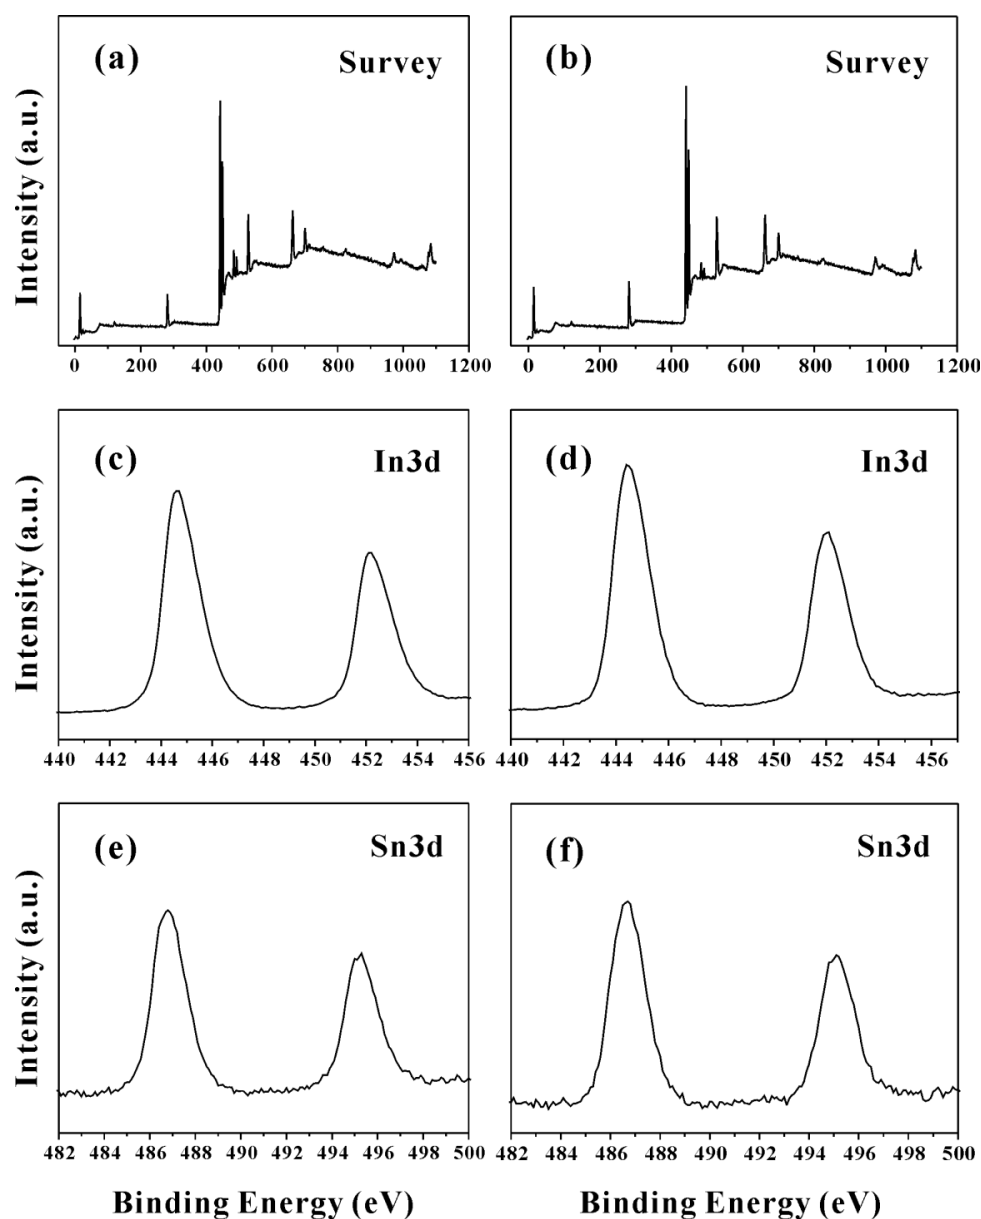 (a) Survey
(b) Survey
Intensity (a.u.)
0 200 400 600 800 1000 1200
0 200 400 600 800 1000 1200
(c) In3d
(d) In3d
Intensity (a.u.)
440 442 444 446 448 450 452 454 456
440 442 444 446 448 450 452 454 456
(e) Sn3d
(f) Sn3d
Intensity (a.u.)
482 484 486 488 490 492 494 496 498 500
482 484 486 488 490 492 494 496 498 500
Binding Energy (eV)
Binding Energy (eV)